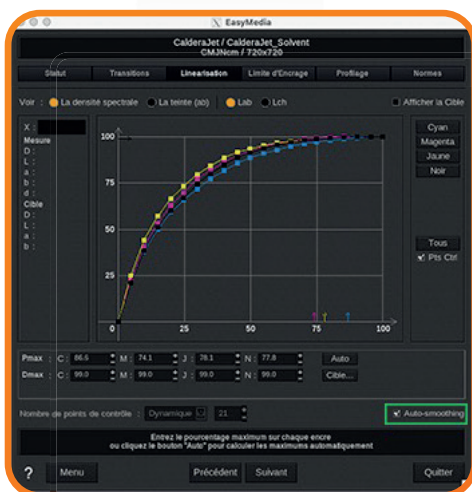 EasyMedia
CalderaJet / CalderaJet_Solvent
CMJNcm / 720x720
Statut Transitions Linearisation Limite d'Encrage Profilage Normes
Voir : La densité spectrale La teinte (ab) Lab Lch Afficher la Cible
X :
Mesure
D :
L :
a :
b :
d :
Cible
D :
L :
a :
b :
100
75
50
25
0 25 50 75 100
Cyan
Magenta
Jaune
Noir
Tous
Pts Ctrl
Pmax : C : 86.6 M : 74.1 J : 78.1 N : 77.8 Auto
Dmax : C : 99.0 M : 99.0 J : 99.0 N : 99.0 Cible...
Nombre de points de contrôle : Dynamique 21 Auto-smoothing
Entrez le pourcentage maximum sur chaque encre
ou cliquez le bouton "Auto" pour calculer les maximums automatiquement
? Menu Précédent Suivant Quitter